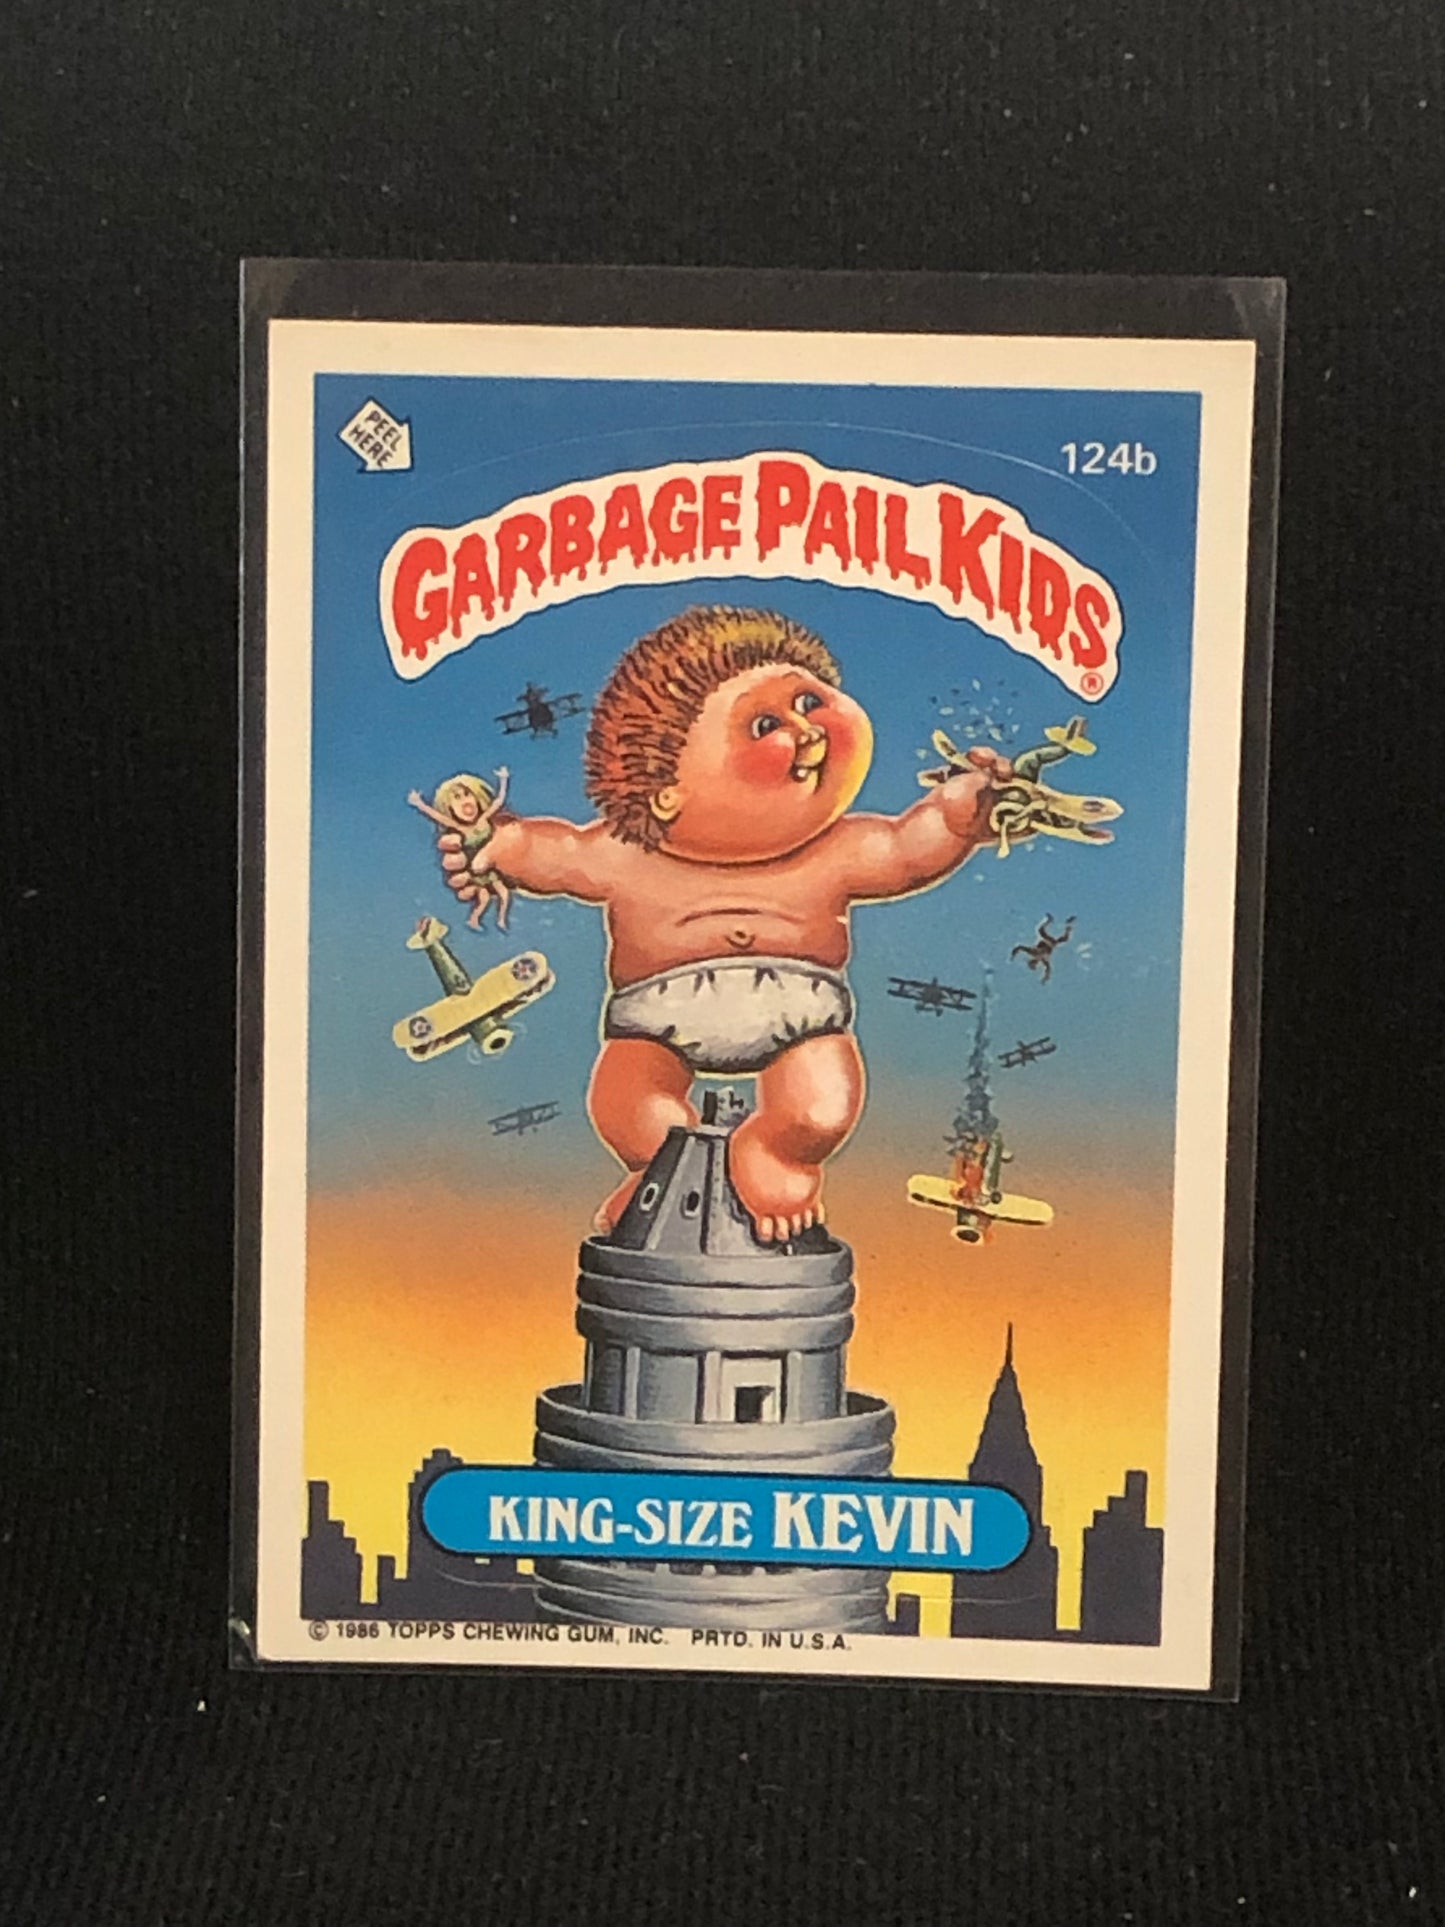 PEEL
HERE
124b
GARBAGE PAIL KIDS
®
KING-SIZE KEVIN
© 1986 TOPPS CHEWING GUM, INC. PRTD. IN U.S.A.